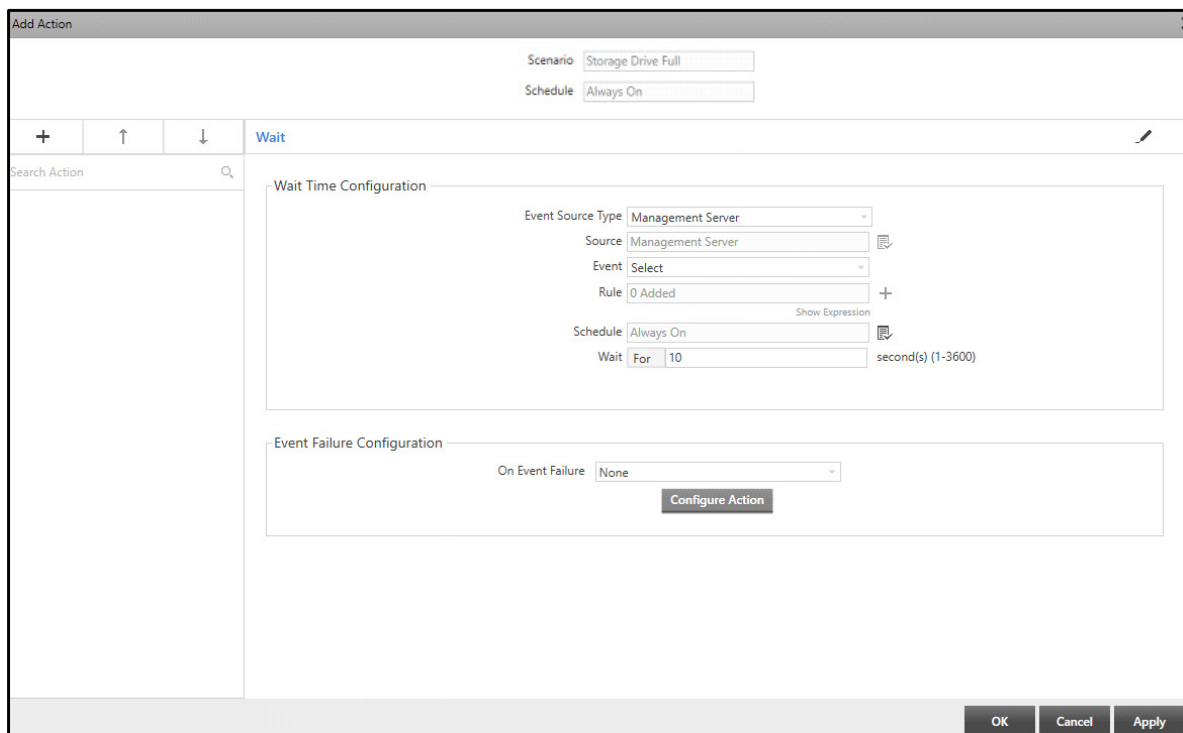 Add Action
Scenario Storage Drive Full
Schedule Always On
Wait
Search Action
Wait Time Configuration
Event Source Type Management Server
Source Management Server
Event Select
Rule 0 Added
Show Expression
Schedule Always On
Wait For 10 second(s) (1-3600)
Event Failure Configuration
On Event Failure None
Configure Action
OK Cancel Apply